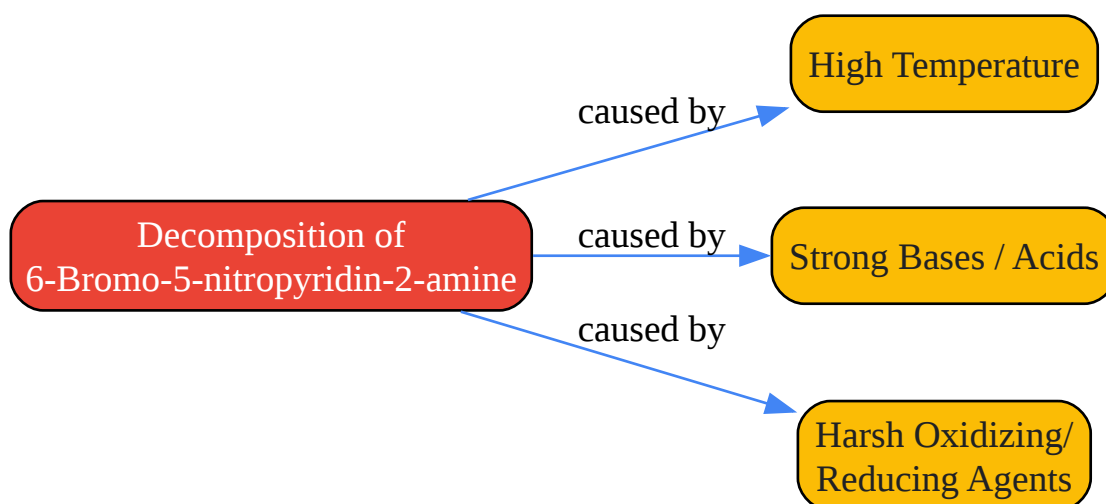 High Temperature
caused by
Decomposition of
6-Bromo-5-nitropyridin-2-amine
caused by
Strong Bases / Acids
caused by
Harsh Oxidizing/
Reducing Agents